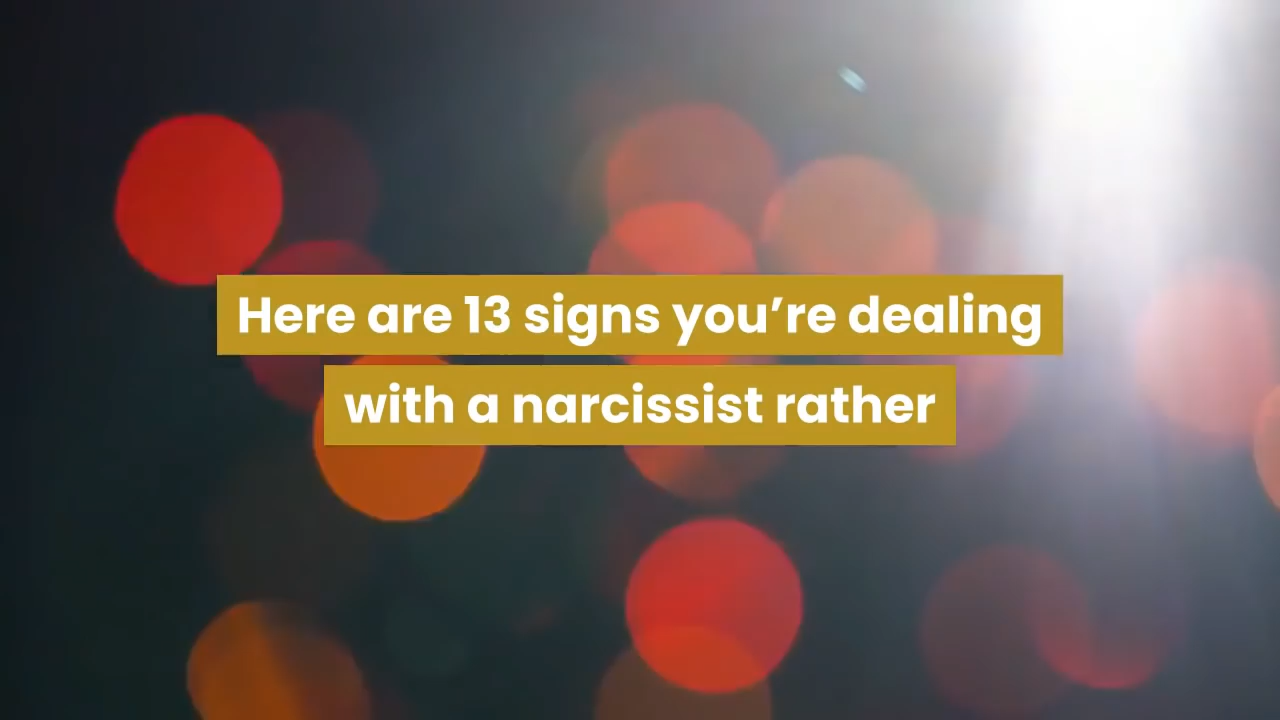 Here are 13 signs you’re dealing
with a narcissist rather